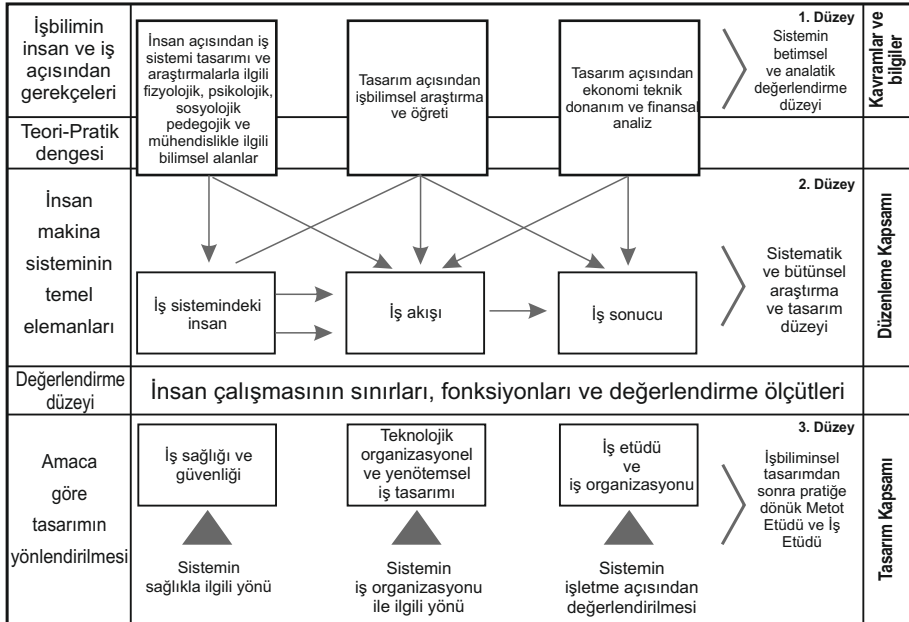 İşbilimin
insan ve iş
açısından
gerekçeleri
İnsan açısından iş
sistemi tasarımı ve
araştırmalarla ilgili
fizyolojik, psikolojik,
sosyolojik
pedegojik ve
mühendislikle ilgili
bilimsel alanlar
Tasarım açısından
işbilimsel araştırma
ve öğreti
Tasarım açısından
ekonomi teknik
donanım ve finansal
analiz
1. Düzey
Sistemin
betimsel
ve analatik
değerlendirme
düzeyi
Kavramlar ve
bilgiler
Teori-Pratik
dengesi
İnsan
makina
sisteminin
temel
elemanları
İş sistemindeki
insan
İş akışı
İş sonucu
2. Düzey
Sistematik
ve bütünsel
araştırma
ve tasarım
düzeyi
Düzenleme Kapsamı
Değerlendirme
düzeyi
İnsan çalışmasının sınırları, fonksiyonları ve değerlendirme ölçütleri
Amaca
göre
tasarımın
yönlendirilmesi
İş sağlığı ve
güvenliği
Teknolojik
organizasyonel
ve yenötemsel
iş tasarımı
İş etüdü
ve
iş organizasyonu
Sistemin
sağlıkla ilgili yönü
Sistemin
iş organizasyonu
ile ilgili yönü
Sistemin
işletme açısından
değerlendirilmesi
3. Düzey
İşbiliminsel
tasarımdan
sonra pratiğe
dönük Metot
Etüdü ve İş
Etüdü
Tasarım Kapsamı